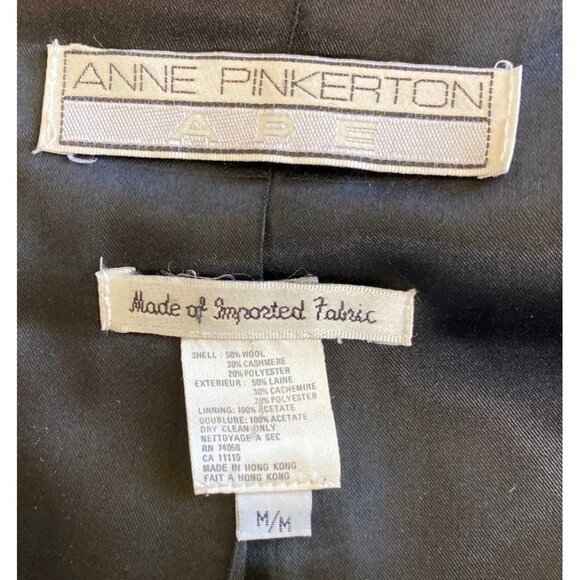 ANNE PINKERTON
APE
Made of Imported Fabric
SHELL : 50% WOOL
30% CASHMERE
20% POLYESTER
EXTERIEUR : 50% LAINE
30% CACHEMIRE
20% POLYESTER
LINNING: 100% ACETATE
DOUBLURE: 100% ACETATE
DRY CLEAN ONLY
NETTOYAGE A SEC
RN 74058
CA 11119
MADE IN HONG KONG
FAIT A HONG KONG
M/M